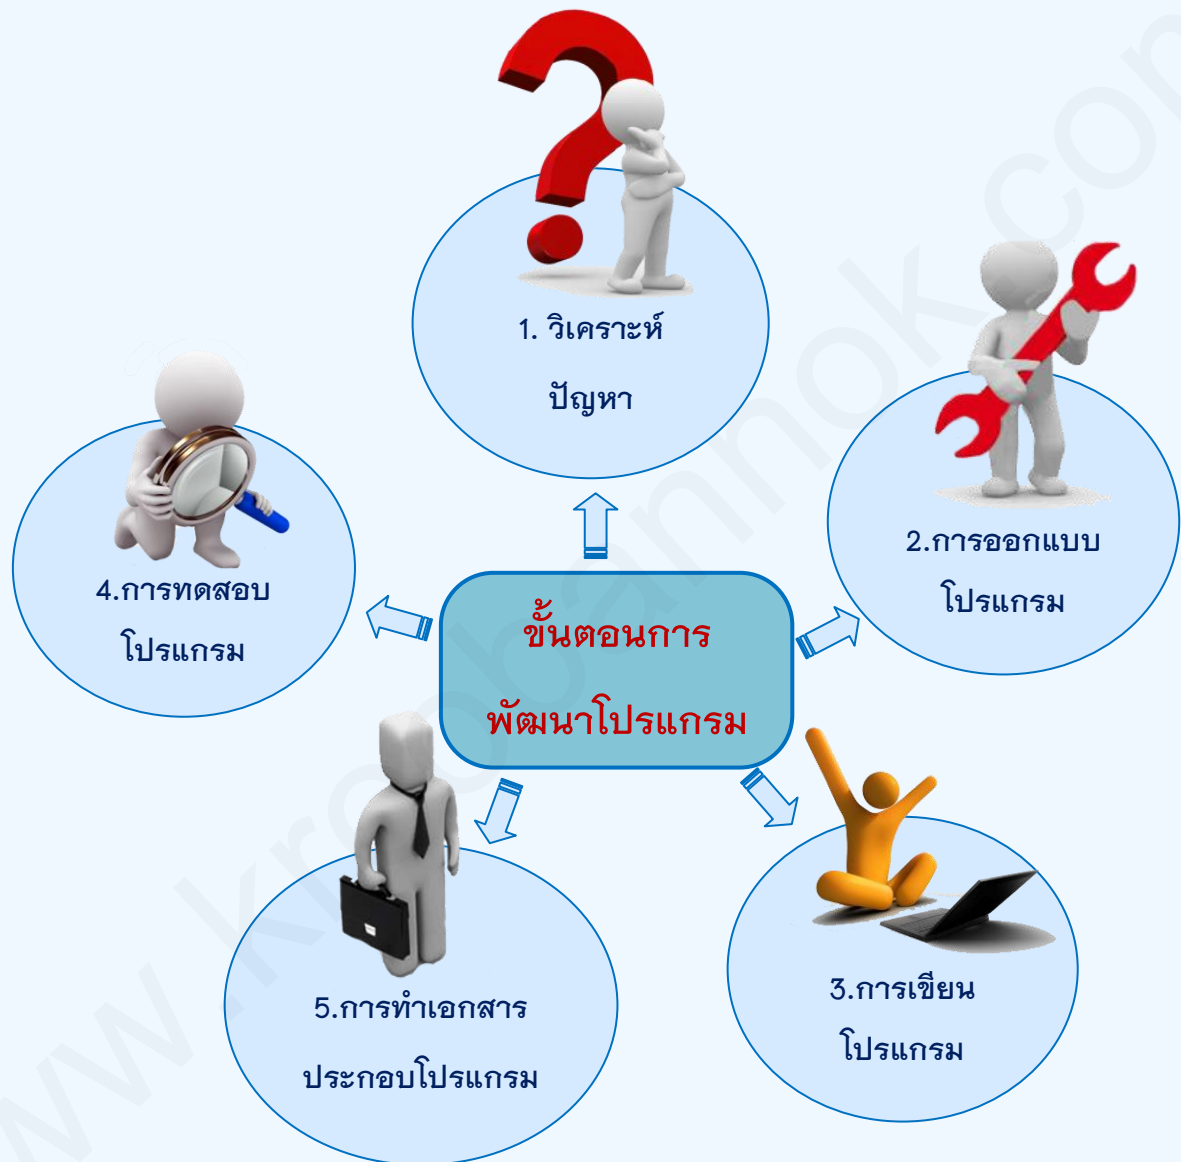 1. วิเคราะห์
ปัญหา
2.การออกแบบ
โปรแกรม
3.การเขียน
โปรแกรม
4.การทดสอบ
โปรแกรม
5.การทำเอกสาร
ประกอบโปรแกรม
ขั้นตอนการ
พัฒนาโปรแกรม
www.kroobannok.com